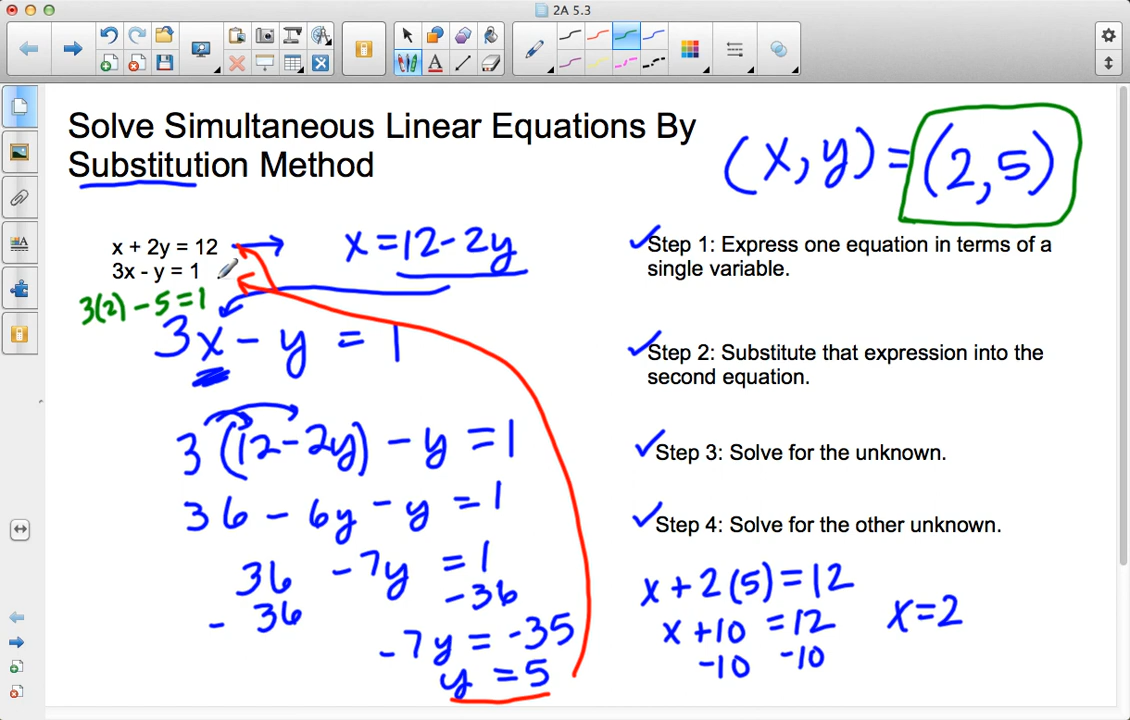 2A 5.3
Solve Simultaneous Linear Equations By
Substitution Method
(x, y) = (2, 5)
x + 2y = 12
3x - y = 1
x = 12 - 2y
3(2) - 5 = 1
3x - y = 1
3(12 - 2y) - y = 1
36 - 6y - y = 1
36 - 7y = 1
- 36 -36
-7y = -35
y = 5
Step 1: Express one equation in terms of a
single variable.
Step 2: Substitute that expression into the
second equation.
Step 3: Solve for the unknown.
Step 4: Solve for the other unknown.
x + 2(5) = 12
x + 10 = 12
-10 -10
x = 2